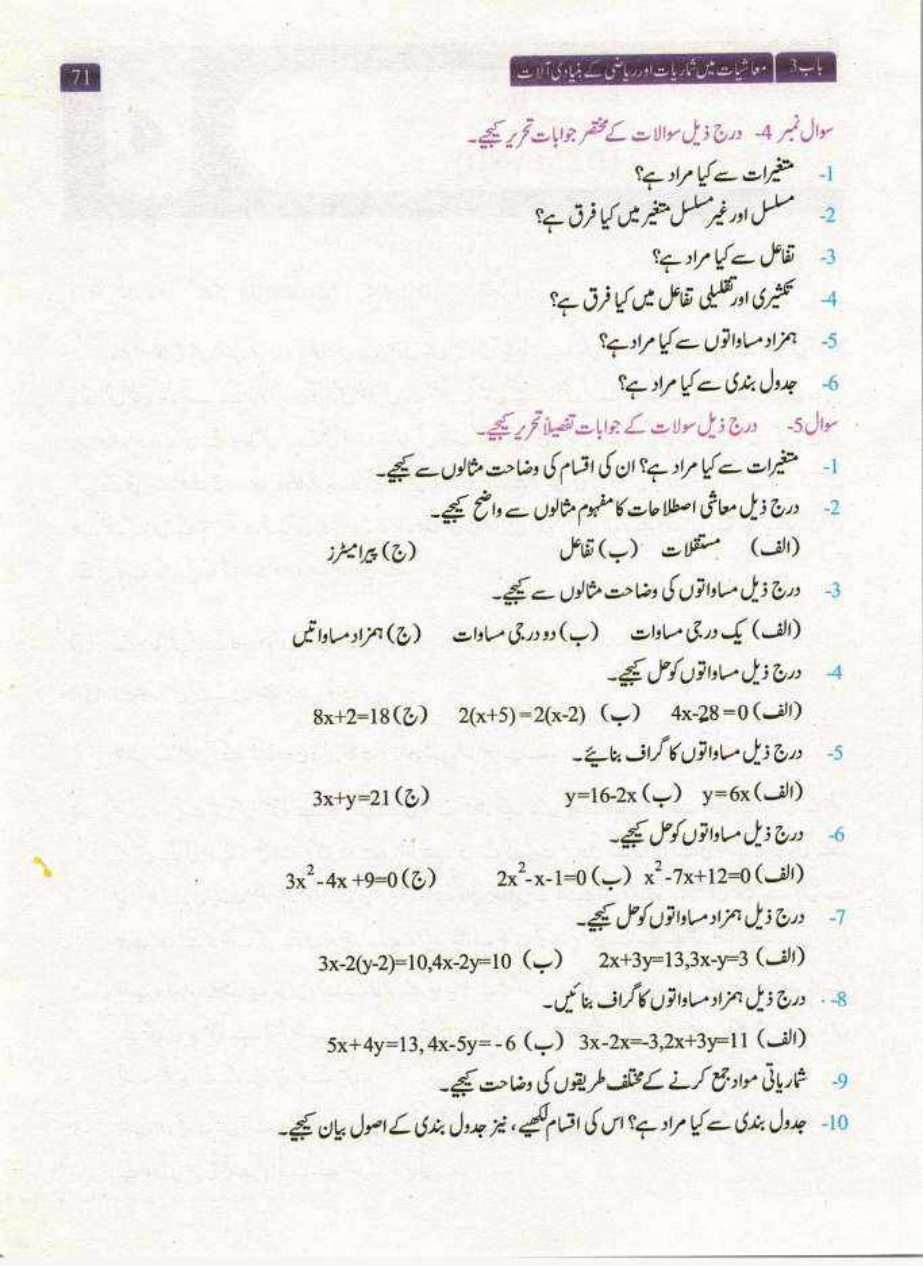 باب3 معاشیات میں شماریات اور ریاضی کے بنیادی آلات 71
سوال نمبر 4- درج ذیل سوالات کے مختصر جوابات تحریر کیجیے۔
1- متغیرات سے کیا مراد ہے؟
2- مسلسل اور غیر مسلسل متغیر میں کیا فرق ہے؟
3- تفاعل سے کیا مراد ہے؟
4- تکثیری اور تقلیلی تفاعل میں کیا فرق ہے؟
5- ہمزاد مساواتوں سے کیا مراد ہے؟
6- جدول بندی سے کیا مراد ہے؟
سوال5- درج ذیل سولات کے جوابات تفصیلاً تحریر کیجیے۔
1- متغیرات سے کیا مراد ہے؟ ان کی اقسام کی وضاحت مثالوں سے کیجیے۔
2- درج ذیل معاشی اصطلاحات کا مفہوم مثالوں سے واضح کیجیے۔
(الف) مستقلات (ب) تفاعل (ج) پیرامیٹرز
3- درج ذیل مساواتوں کی وضاحت مثالوں سے کیجیے۔
(الف) یک درجی مساوات (ب) دو درجی مساوات (ج) ہمزاد مساواتیں
4- درج ذیل مساواتوں کو حل کیجیے۔
(الف) 4x-28=0 (ب) 2(x+5)=2(x-2) (ج) 8x+2=18
5- درج ذیل مساواتوں کا گراف بنائیے۔
(الف) y=6x (ب) y=16-2x (ج) 3x+y=21
6- درج ذیل مساواتوں کو حل کیجیے۔
(الف) x²-7x+12=0 (ب) 2x²-x-1=0 (ج) 3x²-4x+9=0
7- درج ذیل ہمزاد مساواتوں کو حل کیجیے۔
(الف) 2x+3y=13,3x-y=3 (ب) 3x-2(y-2)=10,4x-2y=10
8- درج ذیل ہمزاد مساواتوں کا گراف بنائیں۔
(الف) 3x-2x=-3,2x+3y=11 (ب) 5x+4y=13, 4x-5y=-6
9- شماریاتی مواد جمع کرنے کے مختلف طریقوں کی وضاحت کیجیے۔
10- جدول بندی سے کیا مراد ہے؟ اس کی اقسام لکھیے، نیز جدول بندی کے اصول بیان کیجیے۔